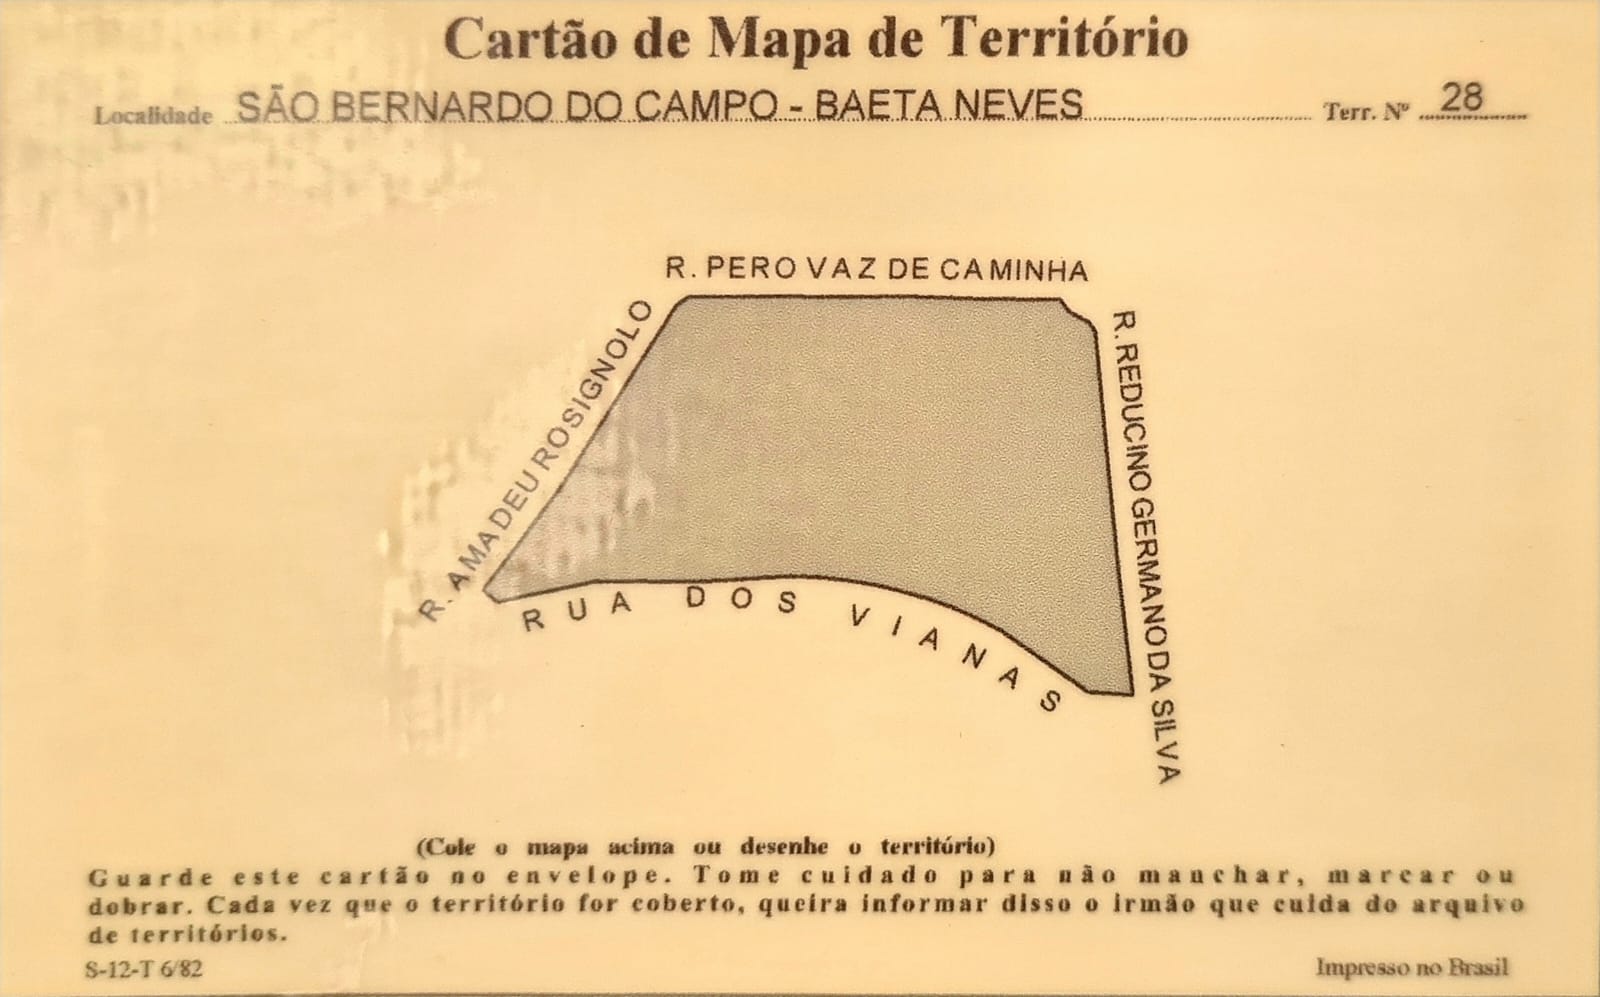 Cartão de Mapa de Território
Localidade SÃO BERNARDO DO CAMPO - BAETA NEVES Terr. Nº 28
R. PERO VAZ DE CAMINHA
R. AMADEU ROSIGNOLO
R. REDUCINO GERMANO DA SILVA
RUA DOS VIANAS
(Cole o mapa acima ou desenhe o território)
Guarde este cartão no envelope. Tome cuidado para não manchar, marcar ou
dobrar. Cada vez que o território for coberto, queira informar disso o irmão que cuida do arquivo
de territórios.
S-12-T 6/82
Impresso no Brasil